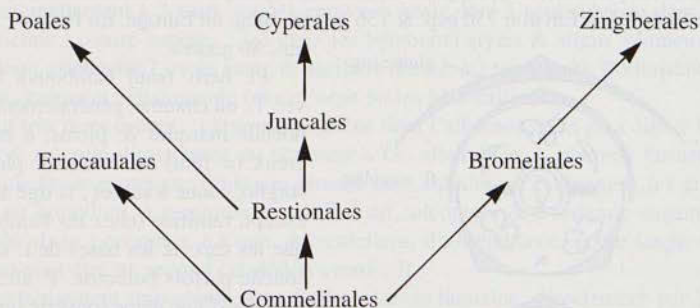 Poales Cyperales Zingiberales
Juncales
Eriocaulales Bromeliales
Restionales
Commelinales